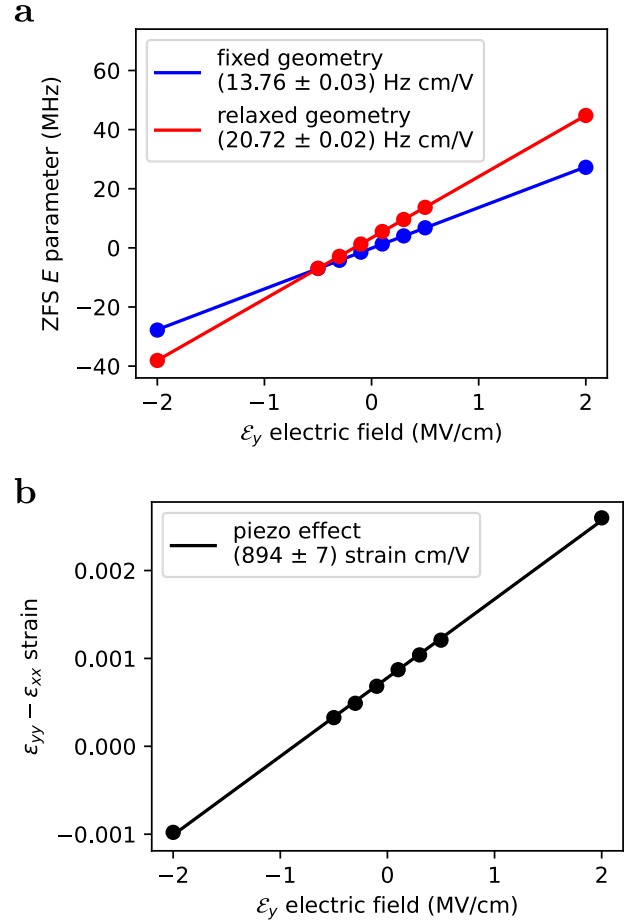 a
60
40
20
0
−20
−40
ZFS E parameter (MHz)
fixed geometry
(13.76 ± 0.03) Hz cm/V
relaxed geometry
(20.72 ± 0.02) Hz cm/V
−2 −1 0 1 2
ℰy electric field (MV/cm)
b
0.002
0.001
0.000
−0.001
εyy − εxx strain
piezo effect
(894 ± 7) strain cm/V
−2 −1 0 1 2
ℰy electric field (MV/cm)